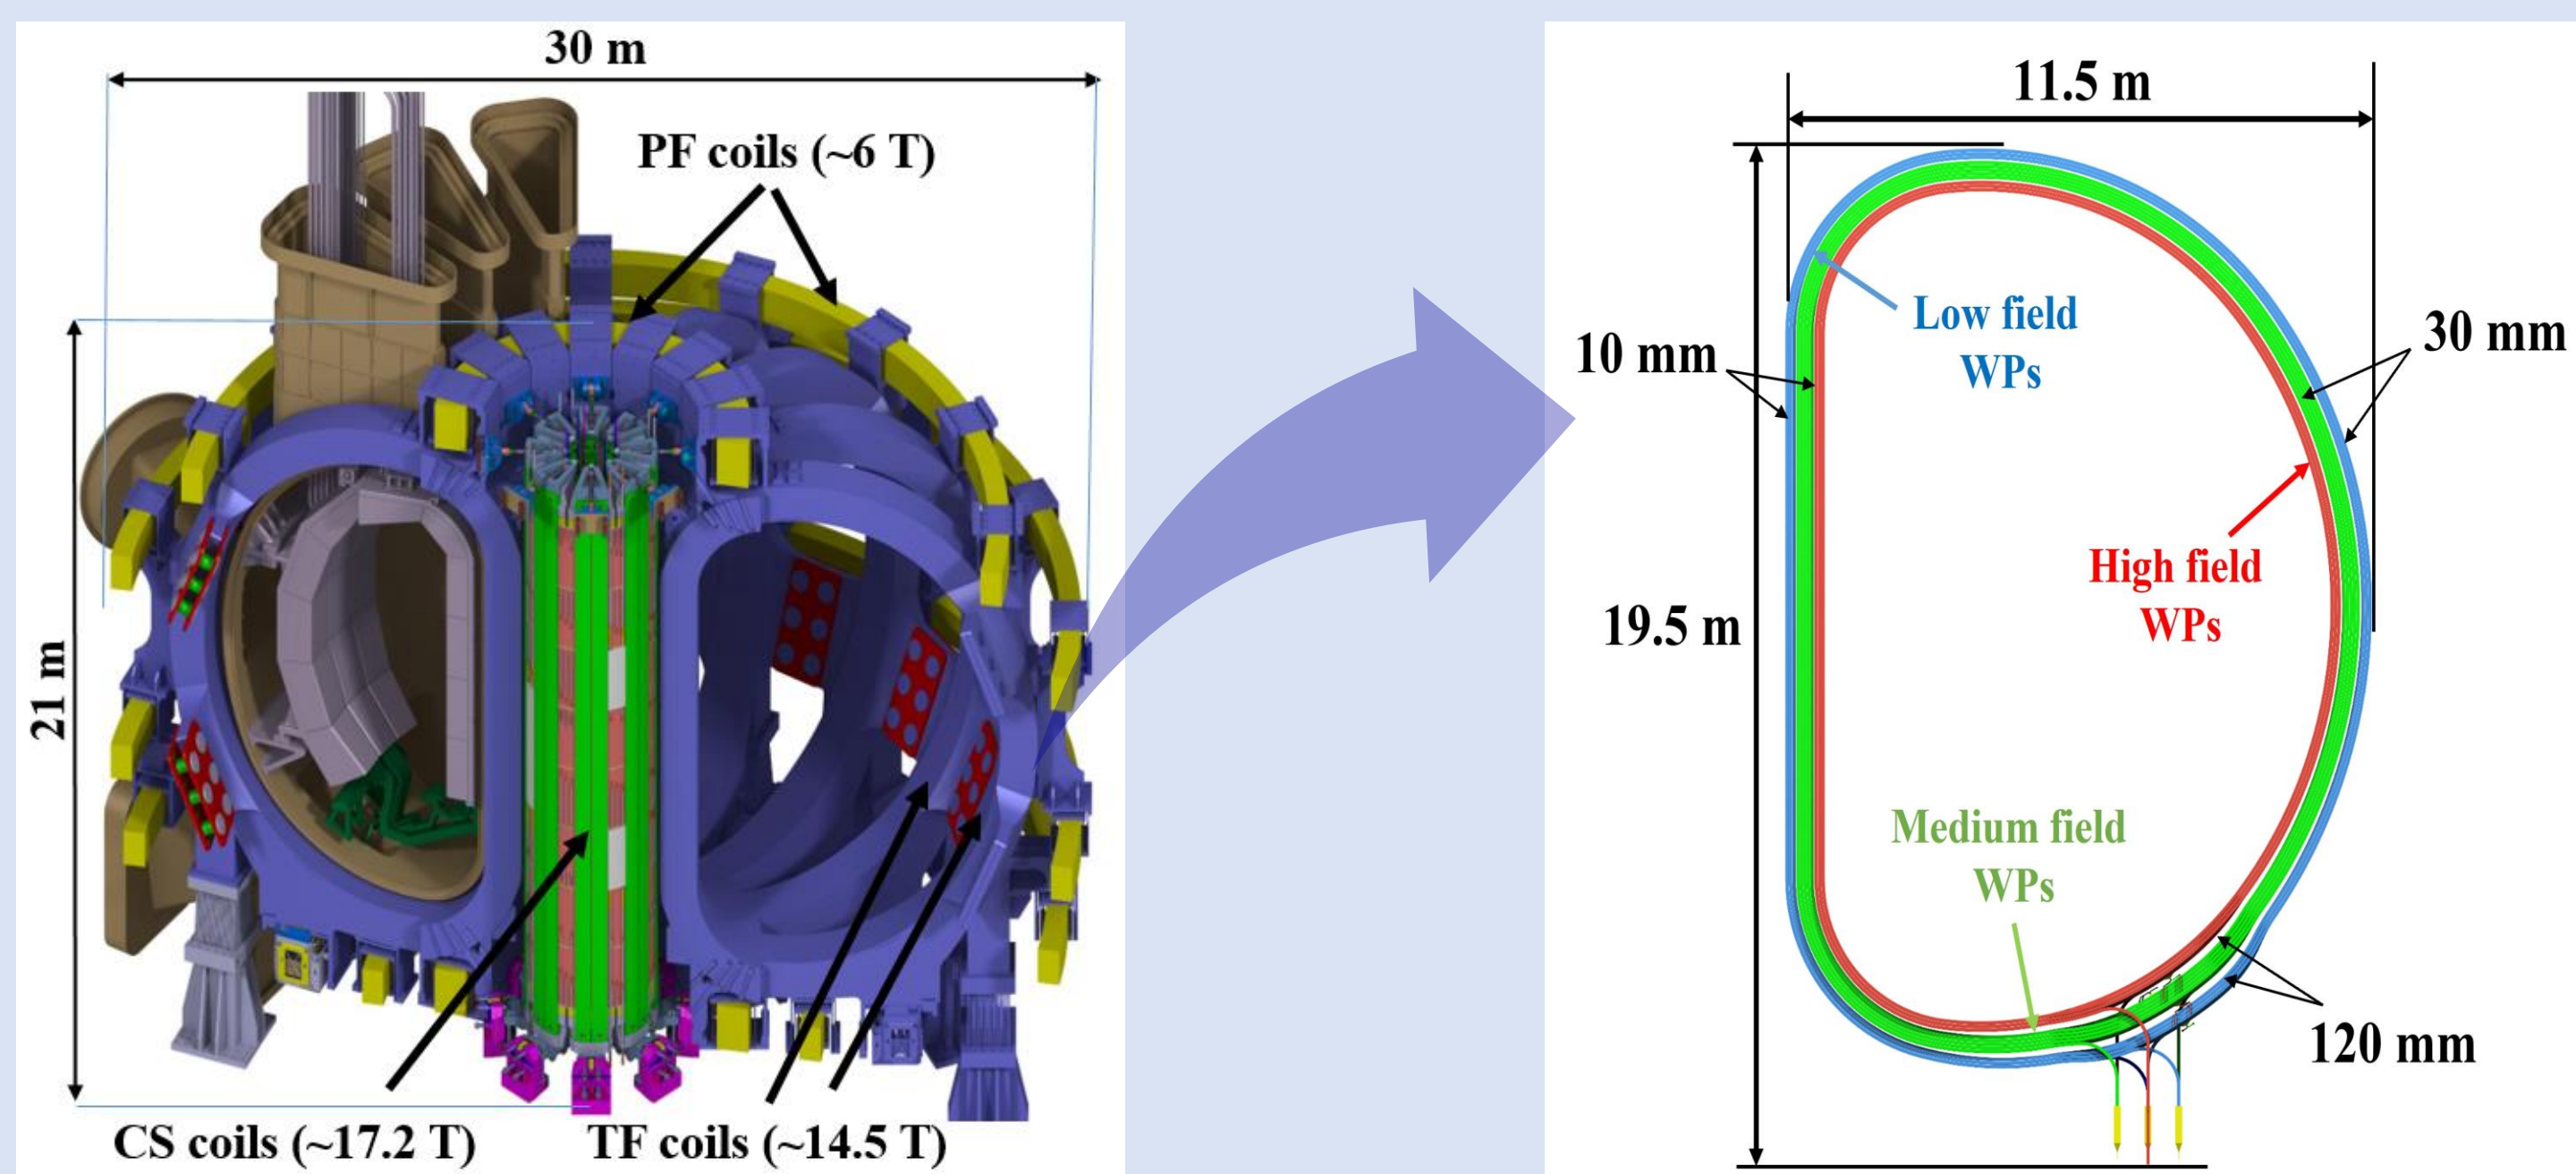 30 m
PF coils (~6 T)
21 m
CS coils (~17.2 T)
TF coils (~14.5 T)
11.5 m
Low field
WPs
10 mm
30 mm
High field
WPs
19.5 m
Medium field
WPs
120 mm